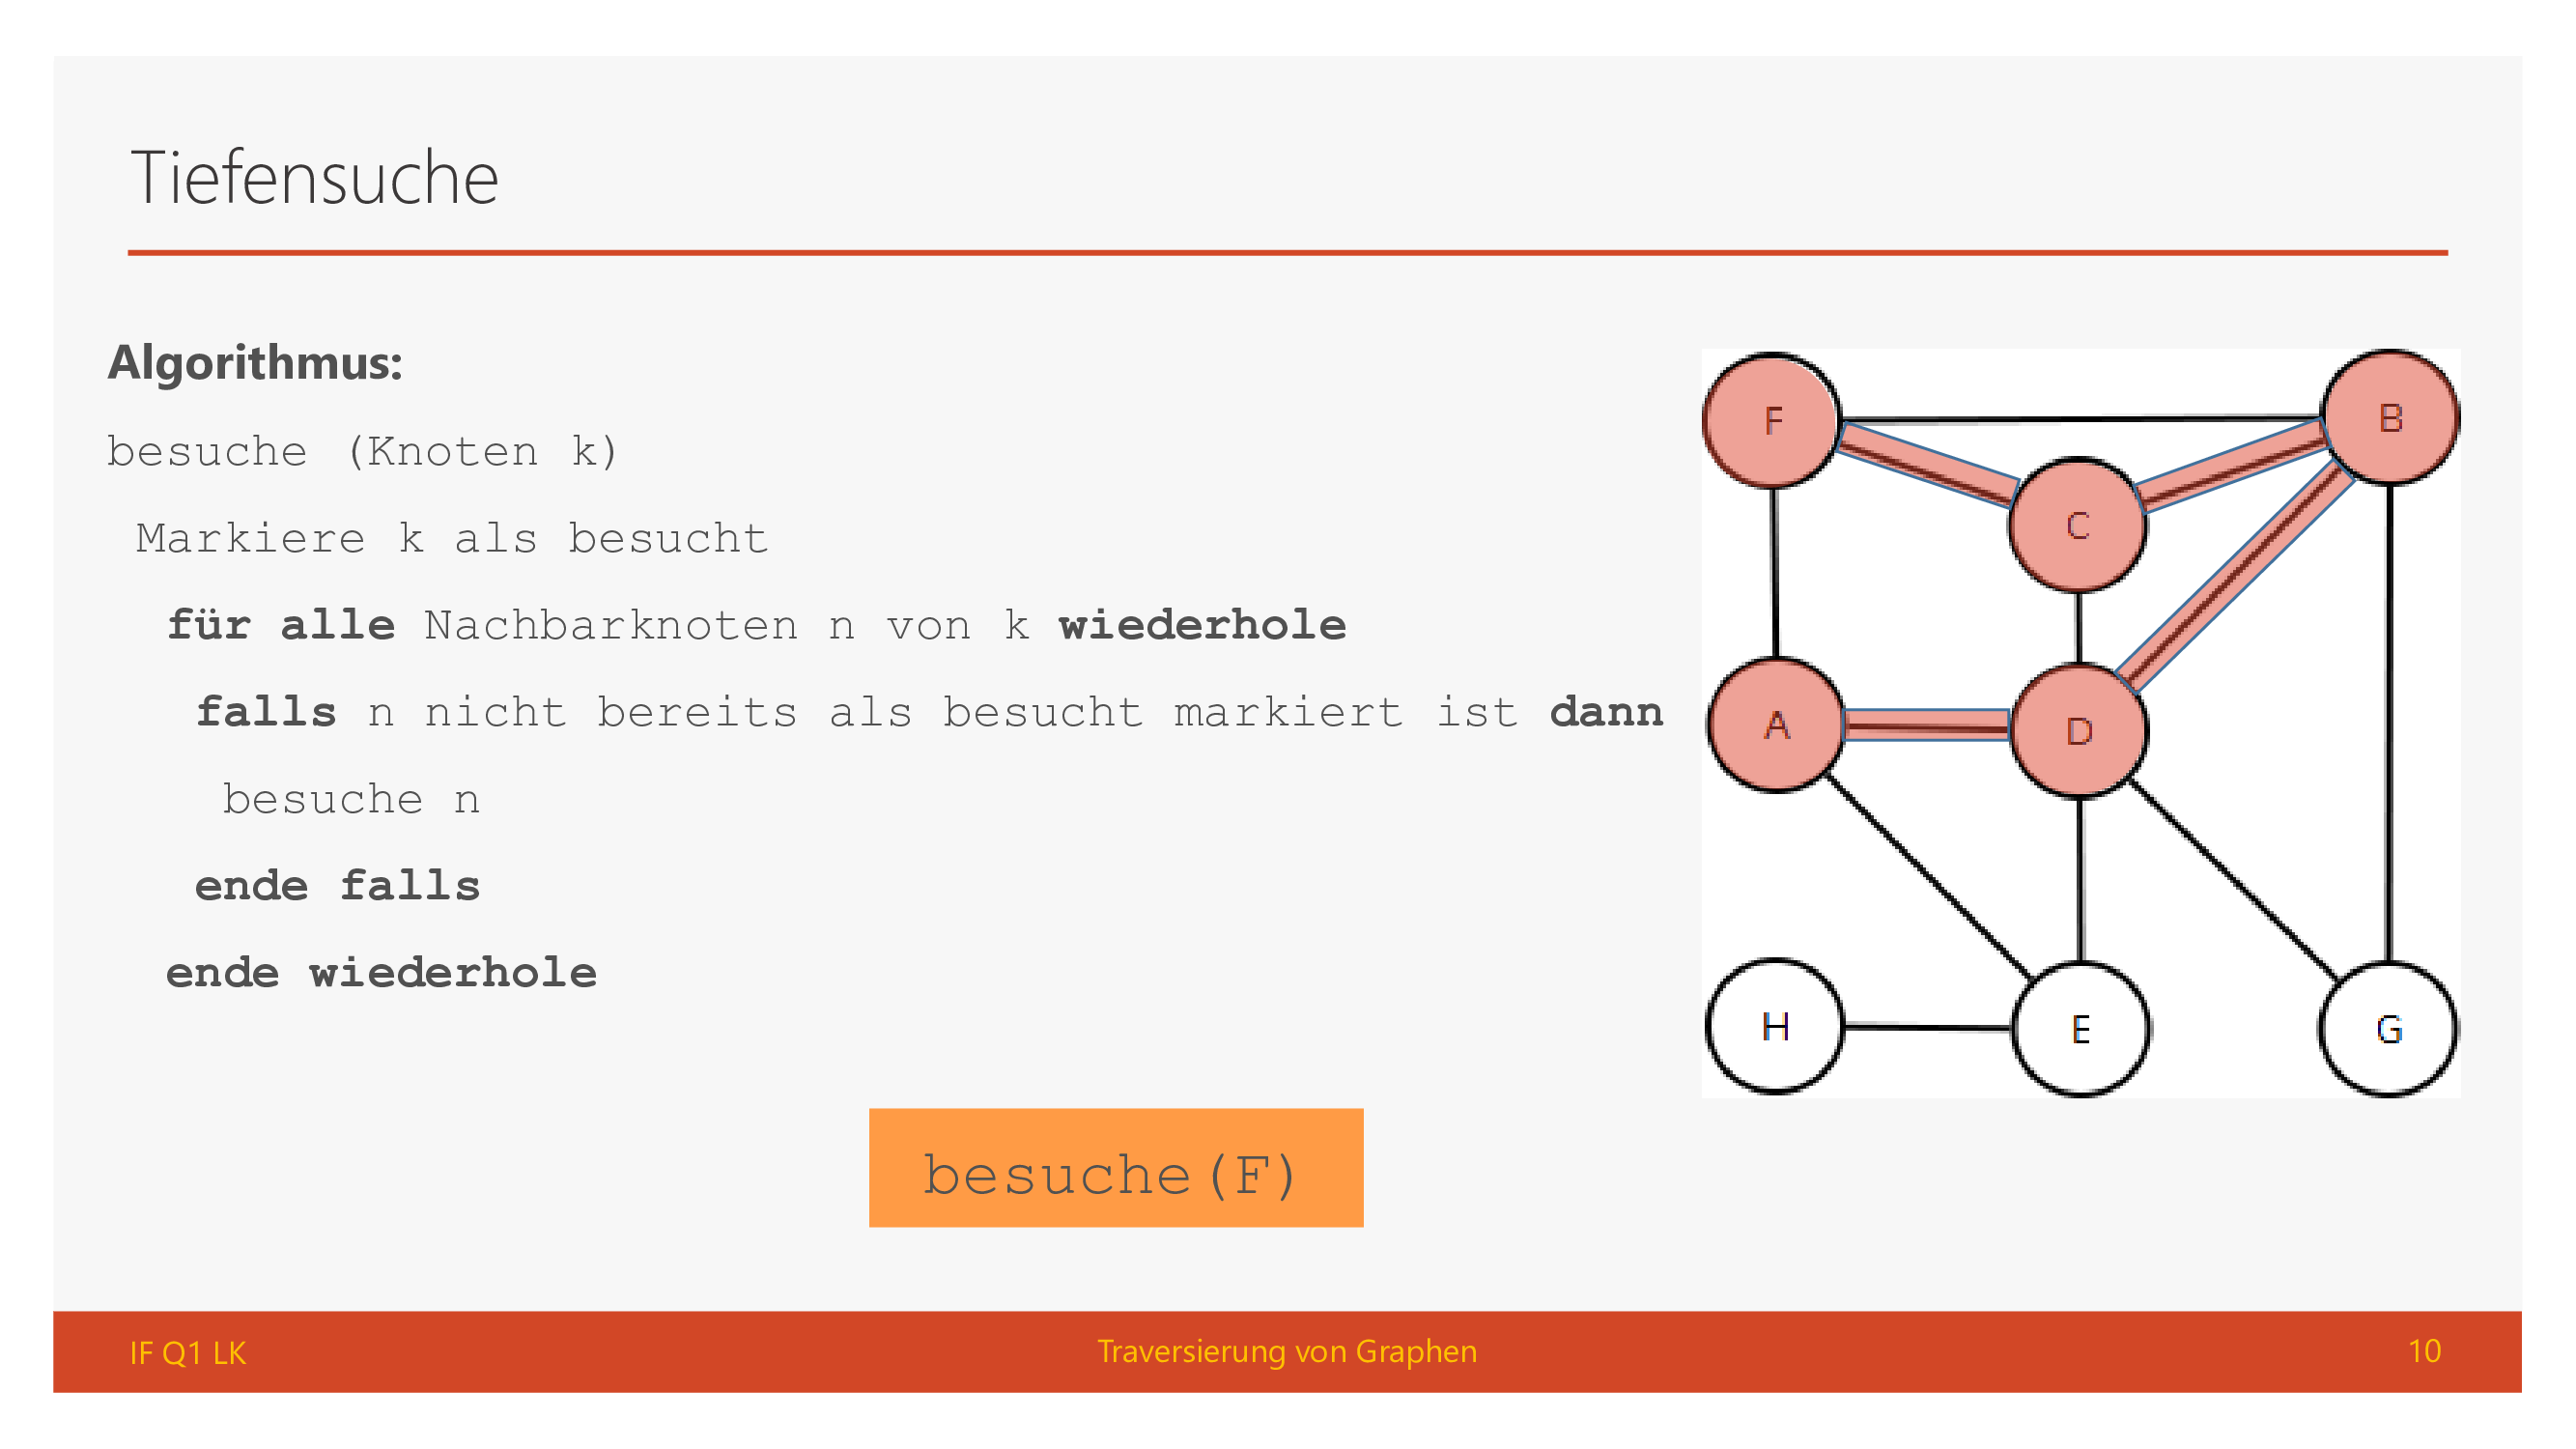 Tiefensuche
Algorithmus:
besuche (Knoten k)
Markiere k als besucht
für alle Nachbarknoten n von k wiederhole
falls n nicht bereits als besucht markiert ist dann
besuche n
ende falls
ende wiederhole
F
B
C
A
D
H
E
G
besuche(F)
IF Q1 LK
Traversierung von Graphen
10